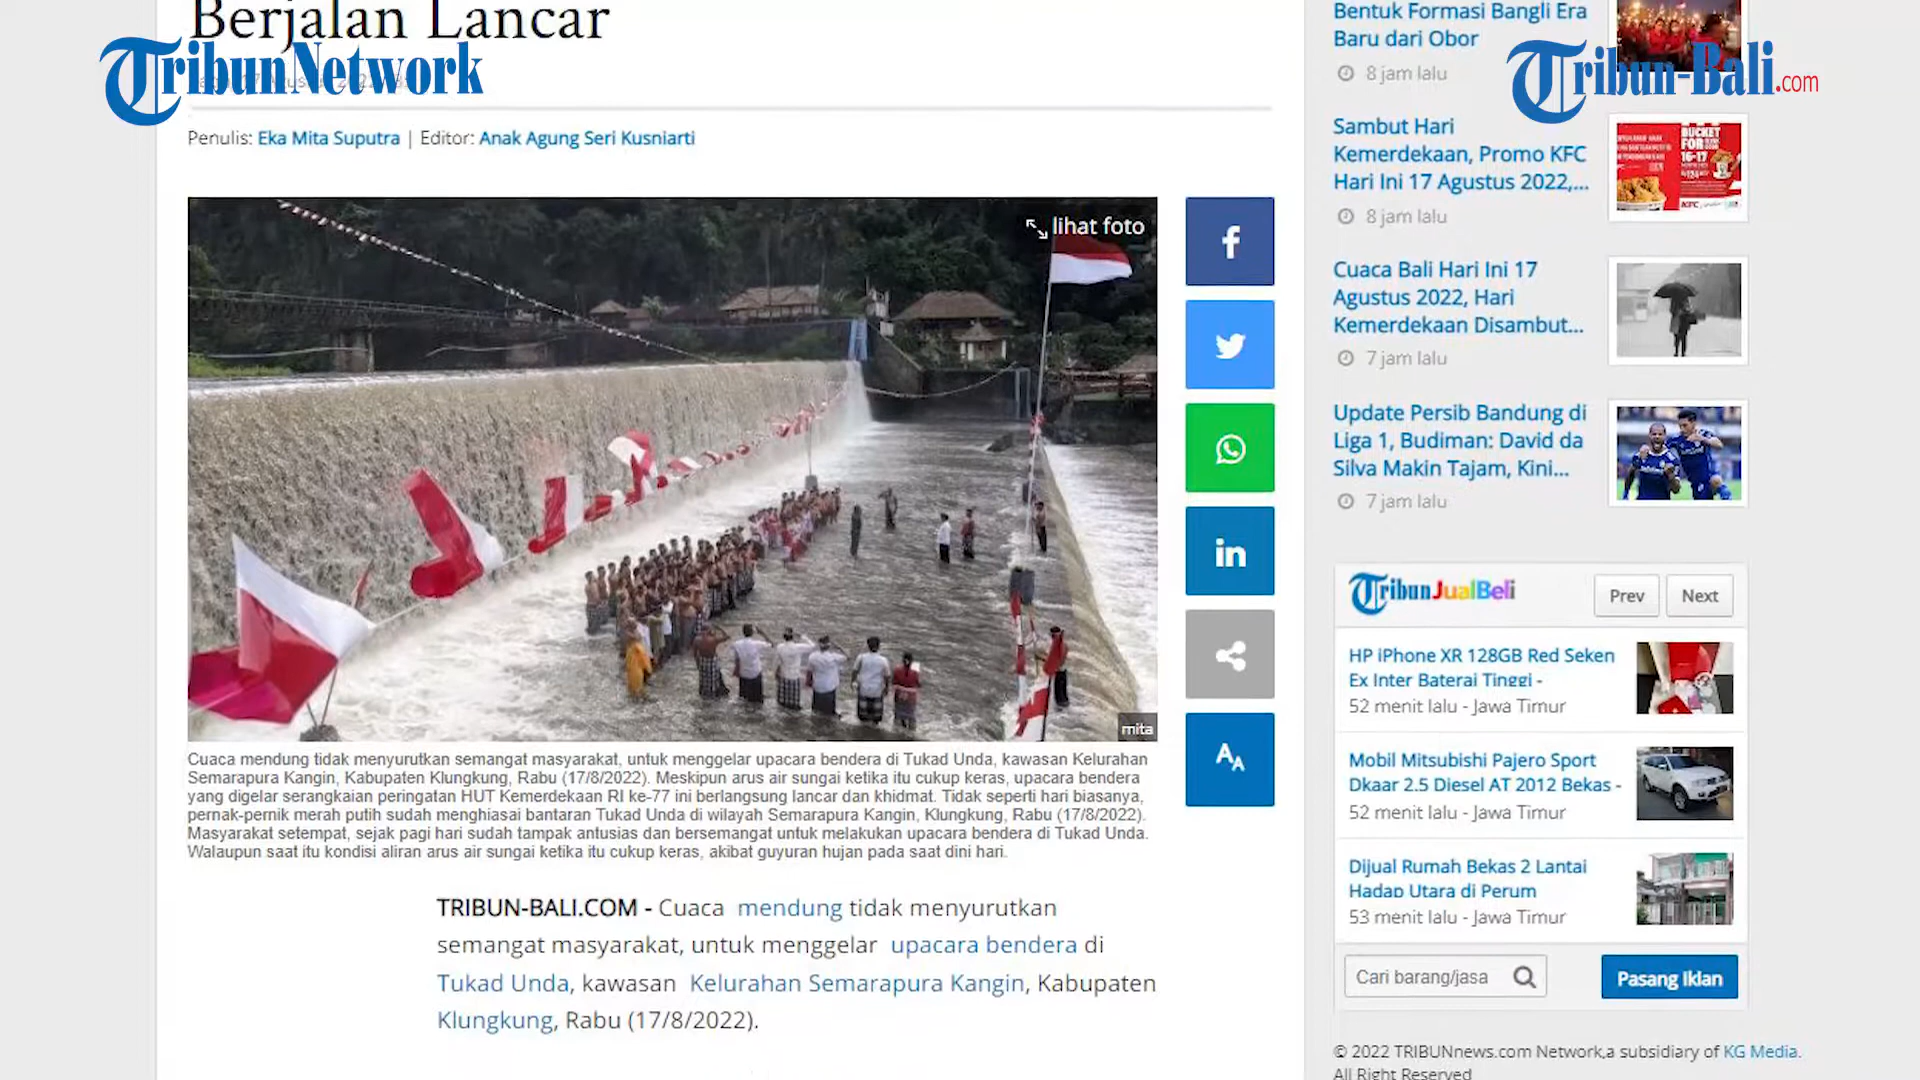 Berjalan Lancar
TribunNetwork
Tribun-Bali.com
Penulis: Eka Mita Suputra | Editor: Anak Agung Seri Kusniarti
lihat foto
mita
Cuaca mendung tidak menyurutkan semangat masyarakat, untuk menggelar upacara bendera di Tukad Unda, kawasan Kelurahan
Semarapura Kangin, Kabupaten Klungkung, Rabu (17/8/2022). Meskipun arus air sungai ketika itu cukup keras, upacara bendera
yang digelar serangkaian peringatan HUT Kemerdekaan RI ke-77 ini berlangsung lancar dan khidmat. Tidak seperti hari biasanya,
pernak-pernik merah putih sudah menghiasai bantaran Tukad Unda di wilayah Semarapura Kangin, Klungkung, Rabu (17/8/2022).
Masyarakat setempat, sejak pagi hari sudah tampak antusias dan bersemangat untuk melakukan upacara bendera di Tukad Unda.
Walaupun saat itu kondisi aliran arus air sungai ketika itu cukup keras, akibat guyuran hujan pada saat dini hari.
TRIBUN-BALI.COM - Cuaca mendung tidak menyurutkan
semangat masyarakat, untuk menggelar upacara bendera di
Tukad Unda, kawasan Kelurahan Semarapura Kangin, Kabupaten
Klungkung, Rabu (17/8/2022).
f
in
AA
Bentuk Formasi Bangli Era
Baru dari Obor
8 jam lalu
Sambut Hari
Kemerdekaan, Promo KFC
Hari Ini 17 Agustus 2022,...
8 jam lalu
BUCKET
FOR
16-17
KFC
Cuaca Bali Hari Ini 17
Agustus 2022, Hari
Kemerdekaan Disambut...
7 jam lalu
Update Persib Bandung di
Liga 1, Budiman: David da
Silva Makin Tajam, Kini...
7 jam lalu
TribunJualBeli
Prev
Next
HP iPhone XR 128GB Red Seken
Ex Inter Baterai Tinggi -
52 menit lalu - Jawa Timur
Mobil Mitsubishi Pajero Sport
Dkaar 2.5 Diesel AT 2012 Bekas -
52 menit lalu - Jawa Timur
Dijual Rumah Bekas 2 Lantai
Hadap Utara di Perum
53 menit lalu - Jawa Timur
Cari barang/jasa
Pasang Iklan
© 2022 TRIBUNnews.com Network,a subsidiary of KG Media.
All Right Reserved